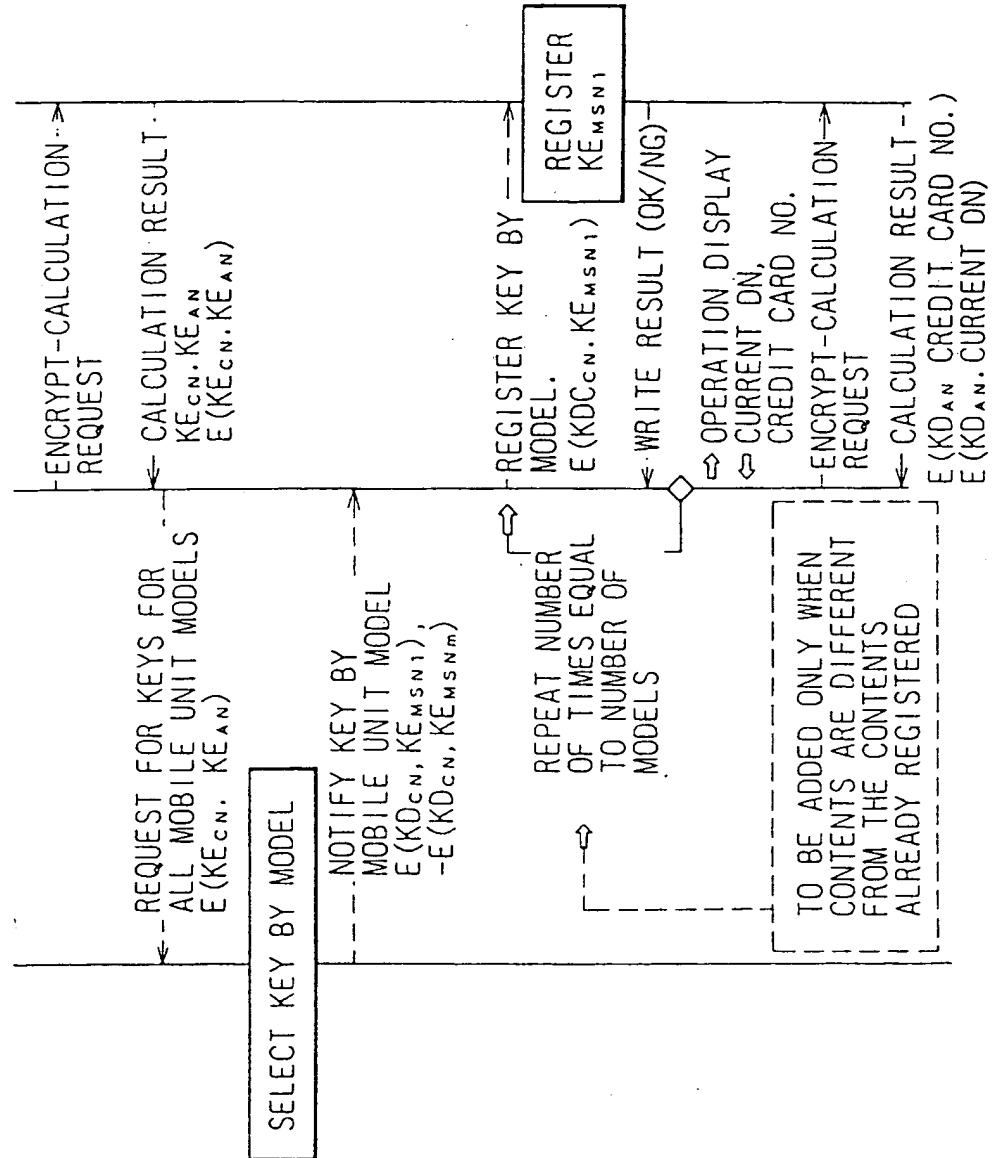 ENCRYPT-CALCULATION
REQUEST
CALCULATION RESULT
KECN.KEAN
E(KECN.KEAN)
REQUEST FOR KEYS FOR
ALL MOBILE UNIT MODELS
E(KECN. KEAN)
SELECT KEY BY MODEL
NOTIFY KEY BY
MOBILE UNIT MODEL
E(KDCN, KEMSN1),
-E(KDCN, KEMSNm)
REGISTER KEY BY
MODEL.
E(KDCCN.KEMSN1)
REGISTER
KEMSN1
REPEAT NUMBER
OF TIMES EQUAL
TO NUMBER OF
MODELS
WRITE RESULT (OK/NG)
OPERATION DISPLAY
CURRENT DN,
CREDIT CARD NO.
TO BE ADDED ONLY WHEN
CONTENTS ARE DIFFERENT
FROM THE CONTENTS
ALREADY REGISTERED
ENCRYPT-CALCULATION
REQUEST
CALCULATION RESULT
E(KDAN CREDIT CARD NO.)
E(KDAN.CURRENT DN)